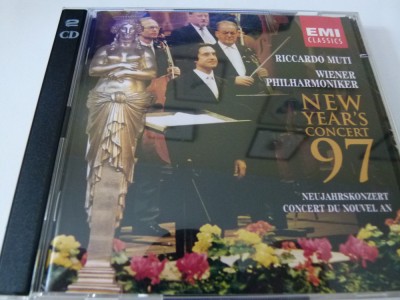 2
CD
EMI
CLASSICS
RICCARDO MUTI
WIENER
PHILHARMONIKER
NEW
YEAR'S
CONCERT
97
NEUJAHRSKONZERT
CONCERT DU NOUVEL AN